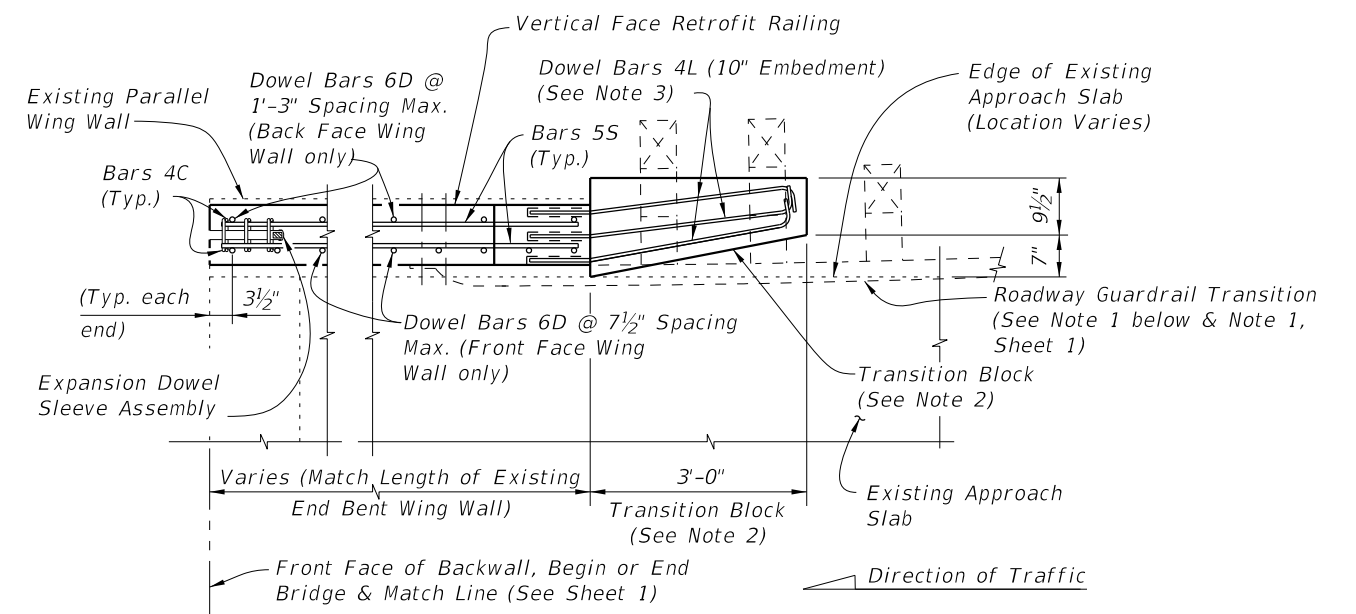 Vertical Face Retrofit Railing
Dowel Bars 6D @
1'-3" Spacing Max.
(Back Face Wing
Wall only)
Dowel Bars 4L (10" Embedment)
(See Note 3)
Edge of Existing
Approach Slab
(Location Varies)
Existing Parallel
Wing Wall
Bars 5S
(Typ.)
Bars 4C
(Typ.)
9½"
7"
(Typ. each
end)
3½"
Roadway Guardrail Transition
(See Note 1 below & Note 1,
Sheet 1)
Dowel Bars 6D @ 7½" Spacing
Max. (Front Face Wing
Wall only)
Expansion Dowel
Sleeve Assembly
Transition Block
(See Note 2)
Varies (Match Length of Existing
End Bent Wing Wall)
3'-0"
Transition Block
(See Note 2)
Existing Approach
Slab
Front Face of Backwall, Begin or End
Bridge & Match Line (See Sheet 1)
Direction of Traffic